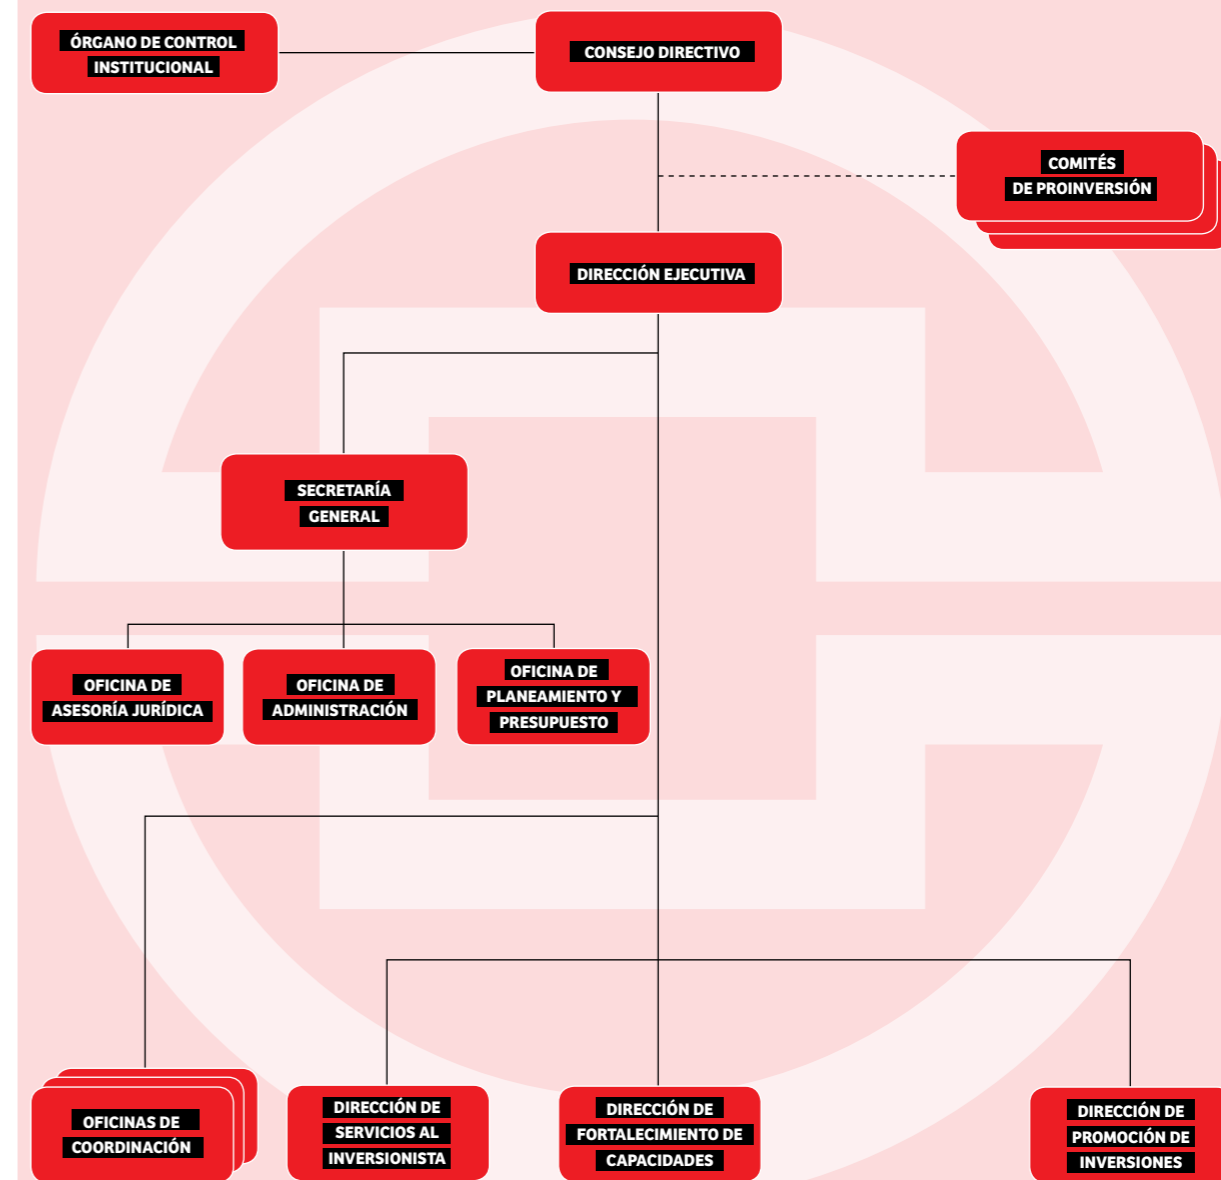 ÓRGANO DE CONTROL
INSTITUCIONAL
CONSEJO DIRECTIVO
COMITÉS
DE PROINVERSIÓN
DIRECCIÓN EJECUTIVA
SECRETARÍA
GENERAL
OFICINA DE
ASESORÍA JURÍDICA
OFICINA DE
ADMINISTRACIÓN
OFICINA DE
PLANEAMIENTO Y
PRESUPUESTO
OFICINAS DE
COORDINACIÓN
DIRECCIÓN DE
SERVICIOS AL
INVERSIONISTA
DIRECCIÓN DE
FORTALECIMIENTO DE
CAPACIDADES
DIRECCIÓN DE
PROMOCIÓN DE
INVERSIONES